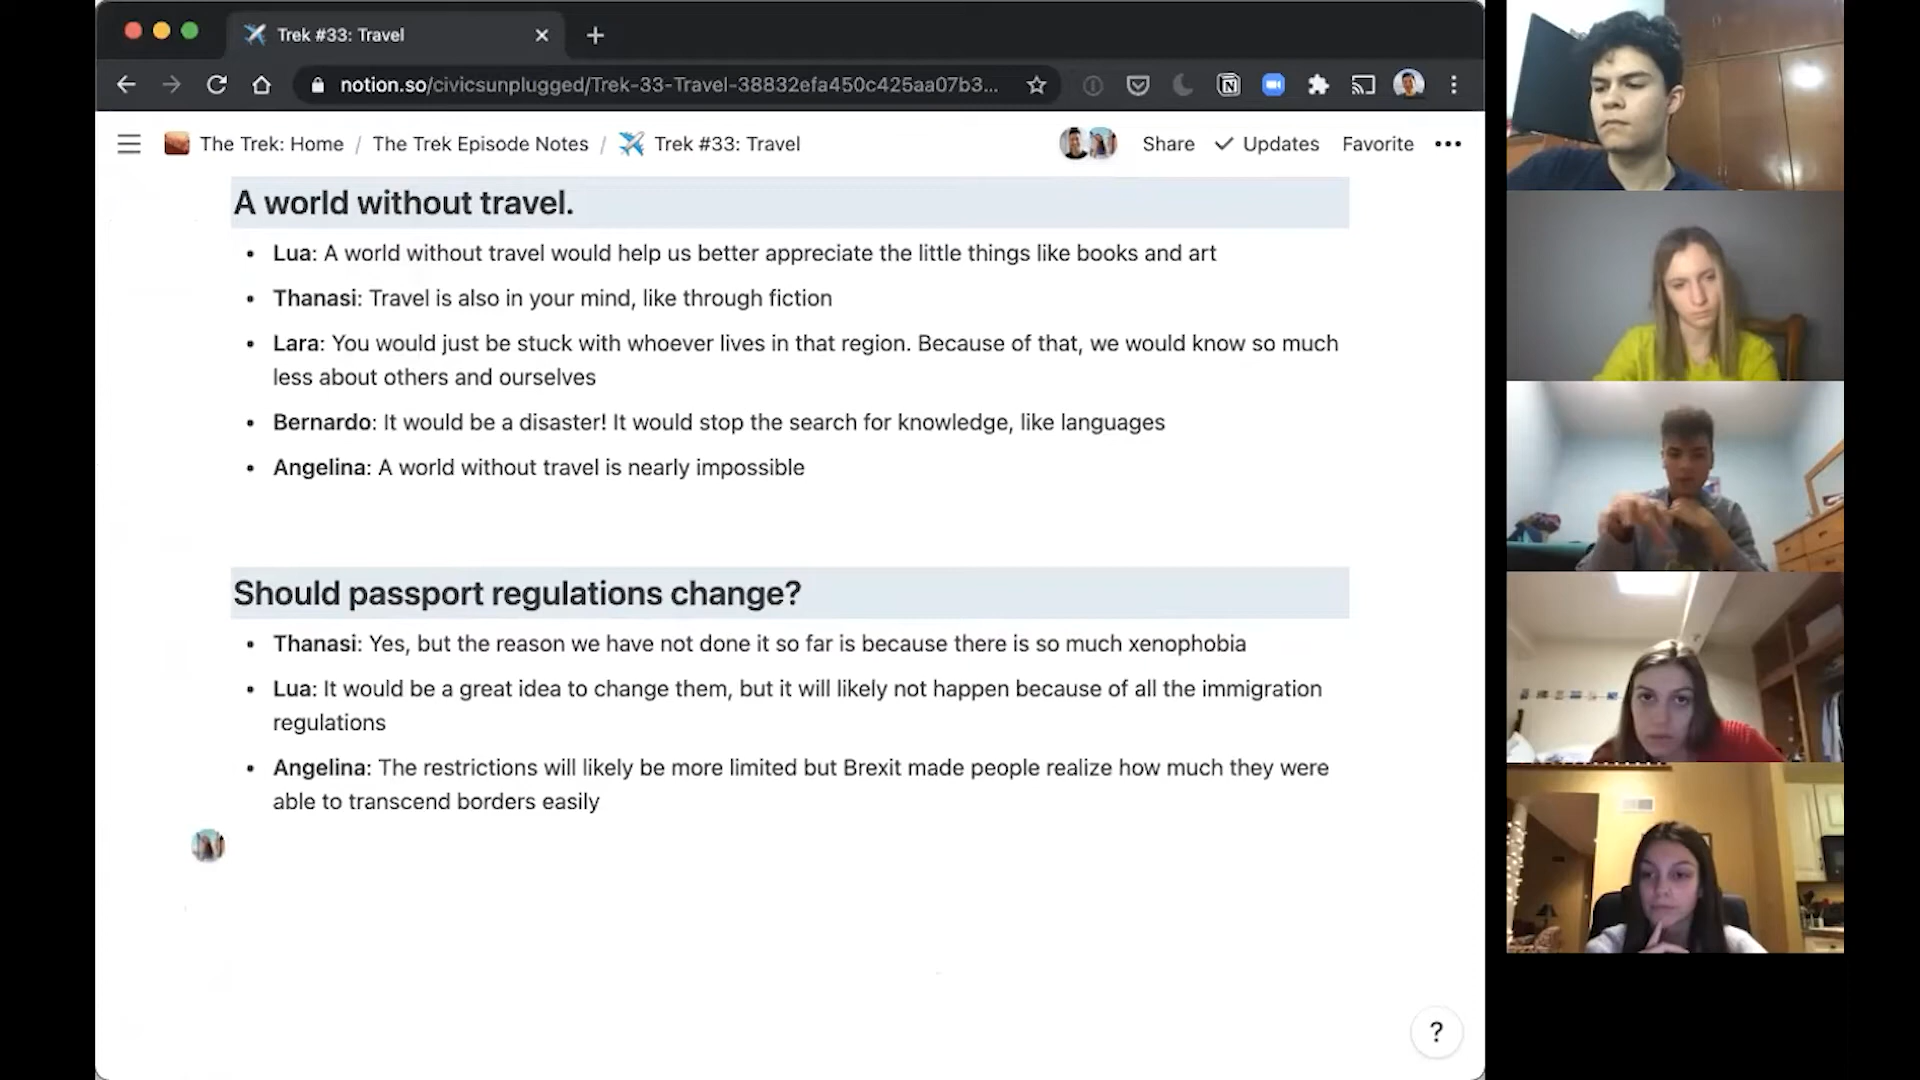 Trek #33: Travel
notion.so/civicsunplugged/Trek-33-Travel-38832efa450c425aa07b3...
The Trek: Home / The Trek Episode Notes / Trek #33: Travel
Share
Updates
Favorite
A world without travel.
• Lua: A world without travel would help us better appreciate the little things like books and art
• Thanasi: Travel is also in your mind, like through fiction
• Lara: You would just be stuck with whoever lives in that region. Because of that, we would know so much
less about others and ourselves
• Bernardo: It would be a disaster! It would stop the search for knowledge, like languages
• Angelina: A world without travel is nearly impossible
Should passport regulations change?
• Thanasi: Yes, but the reason we have not done it so far is because there is so much xenophobia
• Lua: It would be a great idea to change them, but it will likely not happen because of all the immigration
regulations
• Angelina: The restrictions will likely be more limited but Brexit made people realize how much they were
able to transcend borders easily
?